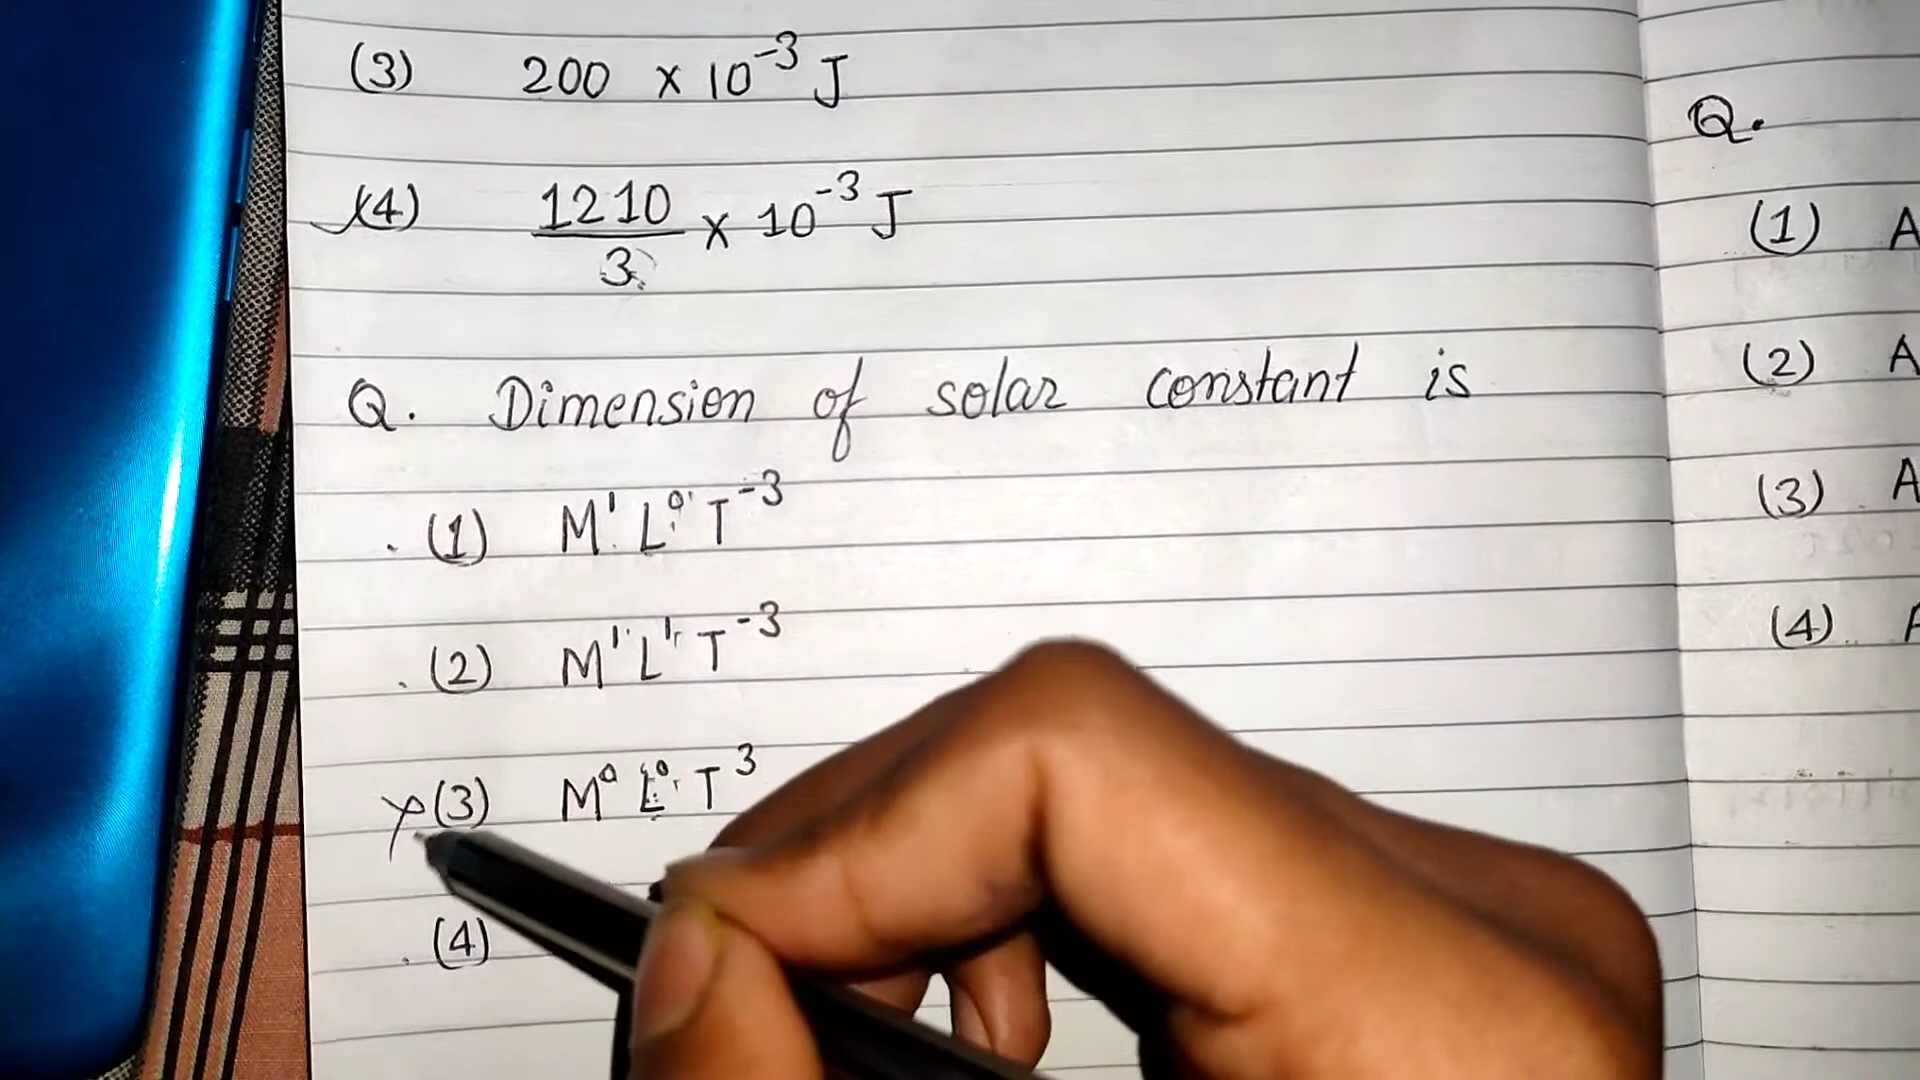 (3) 200 × 10⁻³ J
(4) 1210/3 × 10⁻³ J
Q. Dimension of solar constant is
(1) M¹ L⁰ T⁻³
(2) M¹ L¹ T⁻³
(3) M⁰ L⁰ T³
(4)
Q.
(1) A
(2) A
(3) A
(4)